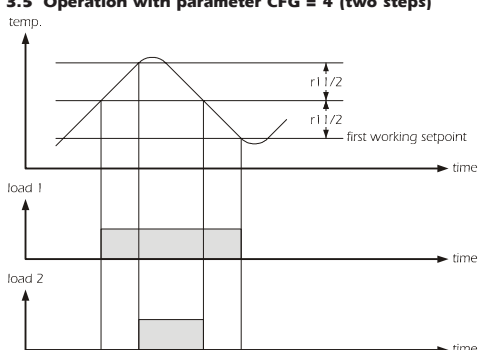 3.5 Operation with parameter CFG = 4 (two steps)
temp.
r11/2
r11/2
first working setpoint
time
load 1
time
load 2
time